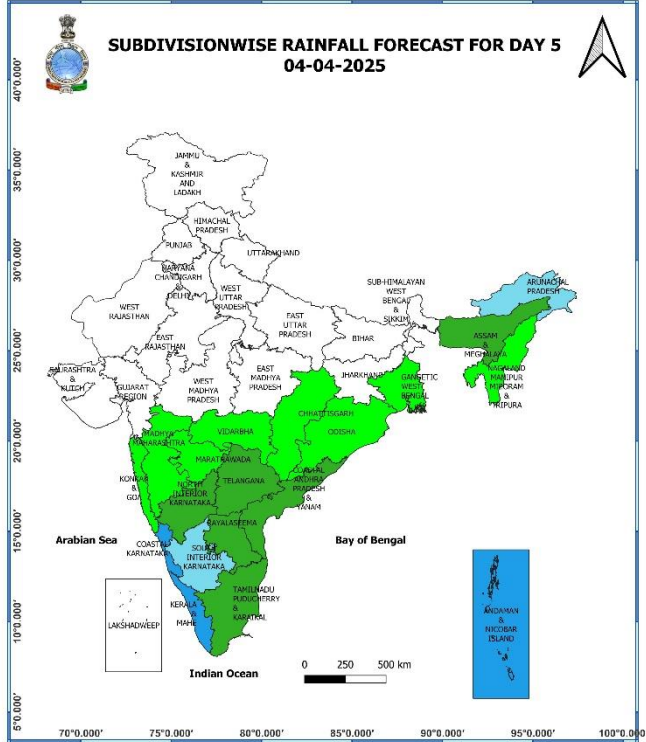 SUBDIVISIONWISE RAINFALL FORECAST FOR DAY 5
04-04-2025
40°0.000'
35°0.000'
30°0.000'
25°0.000'
20°0.000'
15°0.000'
10°0.000'
5°0.000'
JAMMU
&
KASHMIR
AND
LADAKH
HIMACHAL
PRADESH
PUNJAB
UTTARAKHAND
HARYANA
CHANDIGARH
&
DELHI
WEST
UTTAR
PRADESH
SUB-HIMALAYAN
WEST
BENGAL
&
SIKKIM
ARUNACHAL
PRADESH
WEST
RAJASTHAN
EAST
RAJASTHAN
EAST
UTTAR
PRADESH
BIHAR
ASSAM
&
MEGHALAYA
SAURASHTRA
&
KUTCH
GUJARAT
REGION
WEST
MADHYA
PRADESH
EAST
MADHYA
PRADESH
JHARKHAND
GANGETIC
WEST
BENGAL
NAGALAND
MANIPUR
MIZORAM
&
TRIPURA
CHHATTISGARH
ODISHA
VIDARBHA
MADHYA
MAHARASHTRA
MARATHAWADA
KONKAN
&
GOA
NORTH
INTERIOR
KARNATAKA
TELANGANA
COASTAL
ANDHRA
PRADESH
&
YANAM
RAYALASEEMA
Arabian Sea
Bay of Bengal
COASTAL
KARNATAKA
SOUTH
INTERIOR
KARNATAKA
LAKSHADWEEP
KERALA
&
MAHE
TAMILNADU
PUDUCHERRY
&
KARAIKAL
ANDAMAN
&
NICOBAR
ISLAND
Indian Ocean
0 250 500 km
70°0.000' 75°0.000' 80°0.000' 85°0.000' 90°0.000' 95°0.000' 100°0.000'